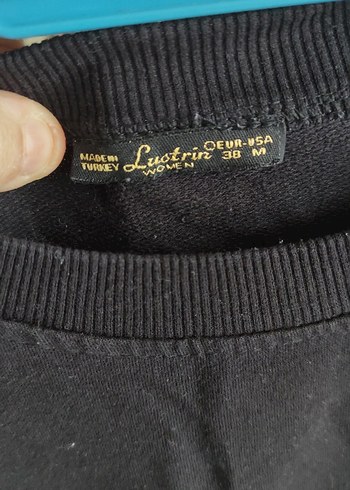 MADE IN
TURKEY
Lustrin
WOMEN
EUR-USA
38 M